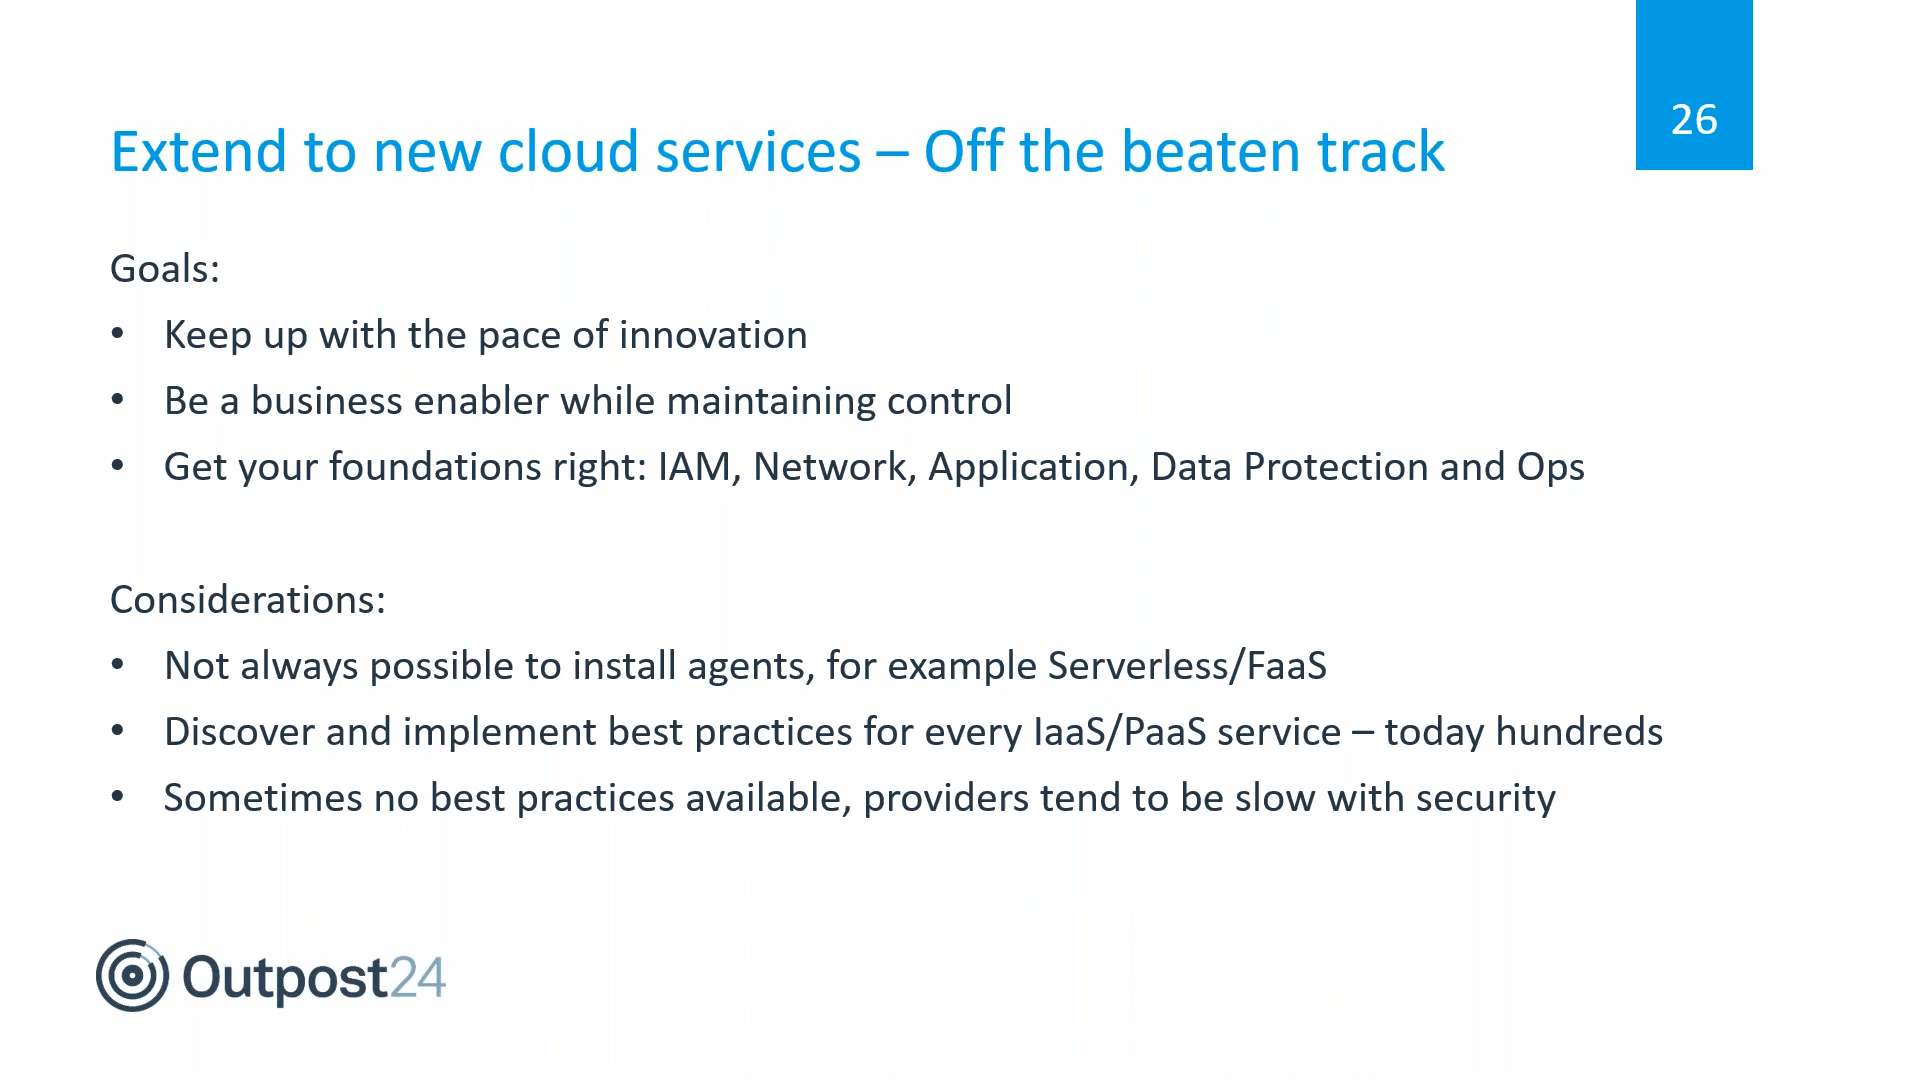 26
Extend to new cloud services – Off the beaten track
Goals:
• Keep up with the pace of innovation
• Be a business enabler while maintaining control
• Get your foundations right: IAM, Network, Application, Data Protection and Ops
Considerations:
• Not always possible to install agents, for example Serverless/FaaS
• Discover and implement best practices for every IaaS/PaaS service – today hundreds
• Sometimes no best practices available, providers tend to be slow with security
Outpost24